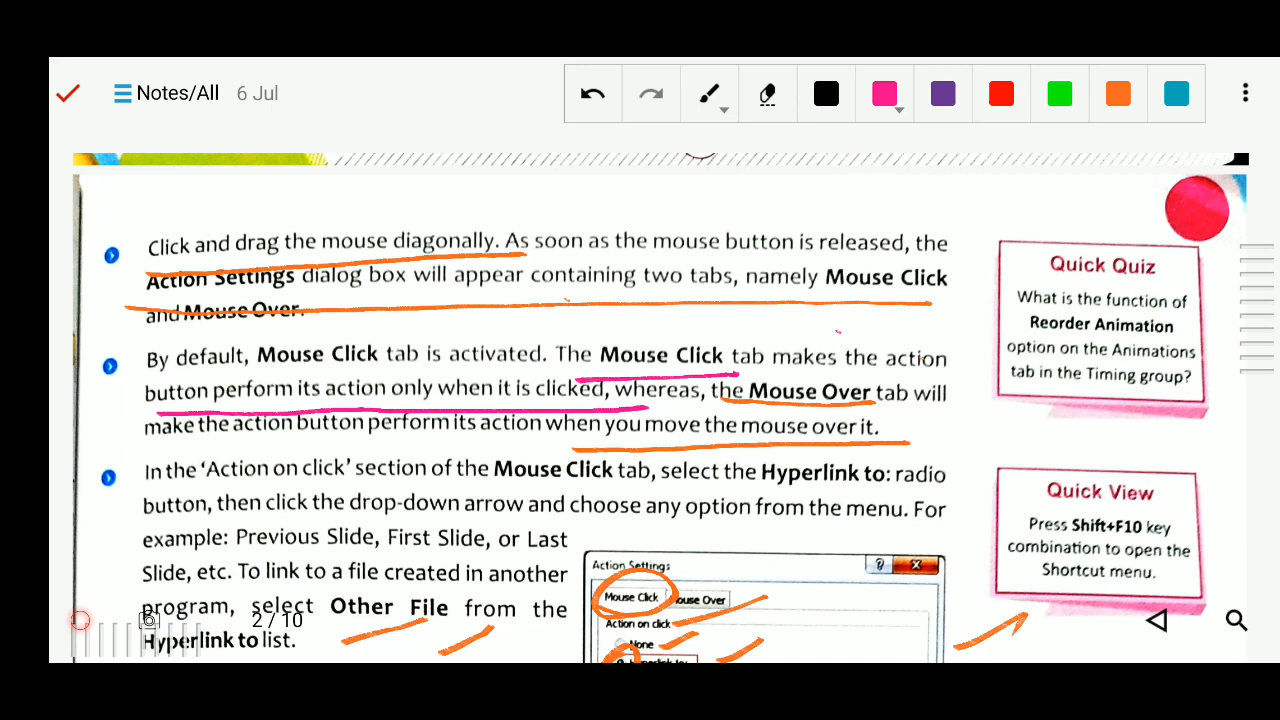 Notes/All 6 Jul
Click and drag the mouse diagonally. As soon as the mouse button is released, the
Action Settings dialog box will appear containing two tabs, namely Mouse Click
and Mouse Over.
By default, Mouse Click tab is activated. The Mouse Click tab makes the action
button perform its action only when it is clicked, whereas, the Mouse Over tab will
make the action button perform its action when you move the mouse over it.
In the ‘Action on click’ section of the Mouse Click tab, select the Hyperlink to: radio
button, then click the drop-down arrow and choose any option from the menu. For
example: Previous Slide, First Slide, or Last
Slide, etc. To link to a file created in another
program, select Other File from the
Hyperlink to list.
Action Settings
? X
Mouse Click Mouse Over
Action on click
None
Hyperlink to:
Quick Quiz
What is the function of
Reorder Animation
option on the Animations
tab in the Timing group?
Quick View
Press Shift+F10 key
combination to open the
Shortcut menu.
2/10